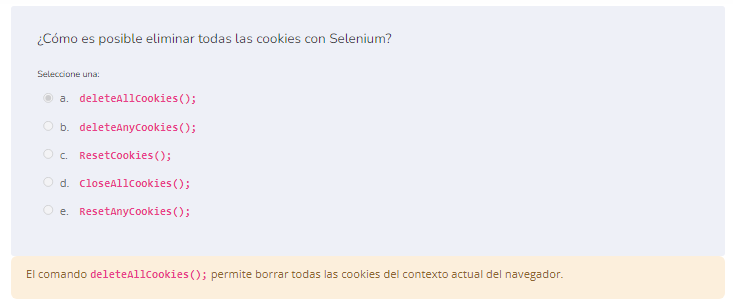 ¿Cómo es posible eliminar todas las cookies con Selenium?
Seleccione una:
a. deleteAllCookies();
b. deleteAnyCookies();
c. ResetCookies();
d. CloseAllCookies();
e. ResetAnyCookies();
El comando deleteAllCookies(); permite borrar todas las cookies del contexto actual del navegador.